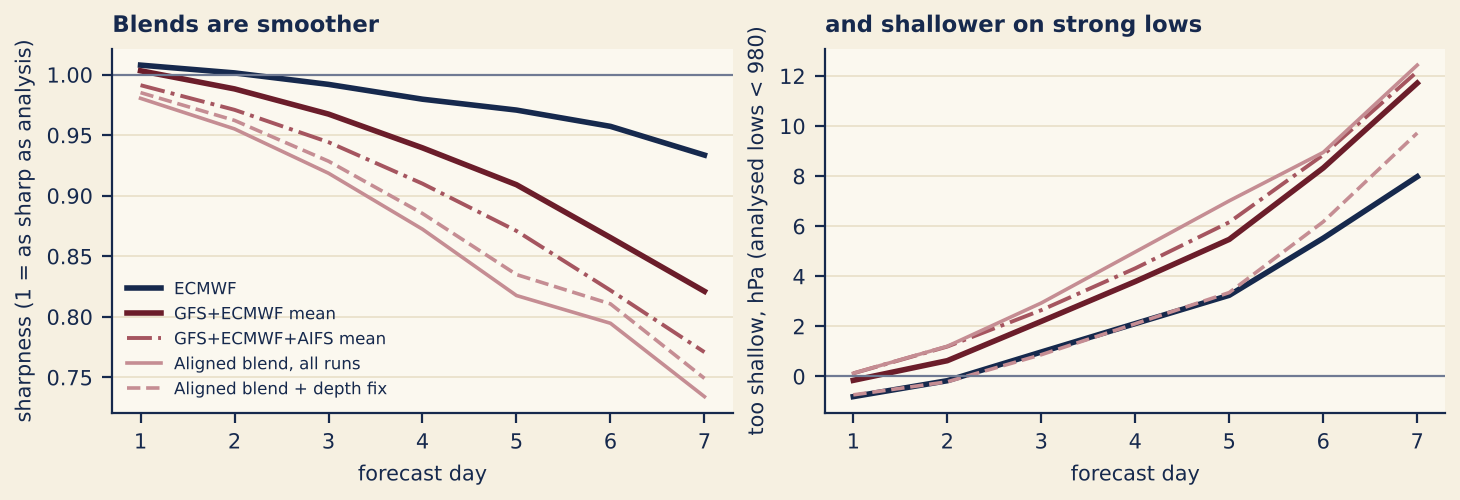 Blends are smoother
sharpness (1 = as sharp as analysis)
1.00
0.95
0.90
0.85
0.80
0.75
ECMWF
GFS+ECMWF mean
GFS+ECMWF+AIFS mean
Aligned blend, all runs
Aligned blend + depth fix
1 2 3 4 5 6 7
forecast day
and shallower on strong lows
too shallow, hPa (analysed lows < 980)
12
10
8
6
4
2
0
1 2 3 4 5 6 7
forecast day